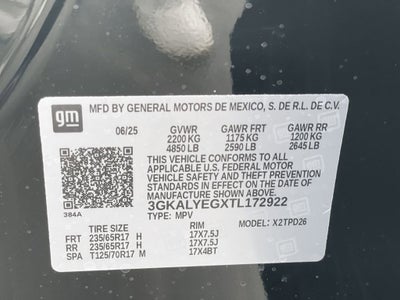 gm
MFD BY GENERAL MOTORS DE MEXICO, S. DE R.L. DE C.V.
06/25 GVWR GAWR FRT GAWR RR
2200 KG 1175 KG 1200 KG
4850 LB 2590 LB 2645 LB
THIS VEHICLE CONFORMS TO ALL
APPLICABLE U.S. FEDERAL MOTOR
VEHICLE SAFETY AND THEFT PREVENTION
STANDARDS IN EFFECT ON THE DATE OF
MANUFACTURE SHOWN ABOVE.
3GKALYEGXTL172922
384A TYPE: MPV MODEL: X2TPD26
TIRE SIZE RIM
FRT 235/65R17 H 17X7.5J
RR 235/65R17 H 17X7.5J
SPA T125/70R17 M 17X4BT